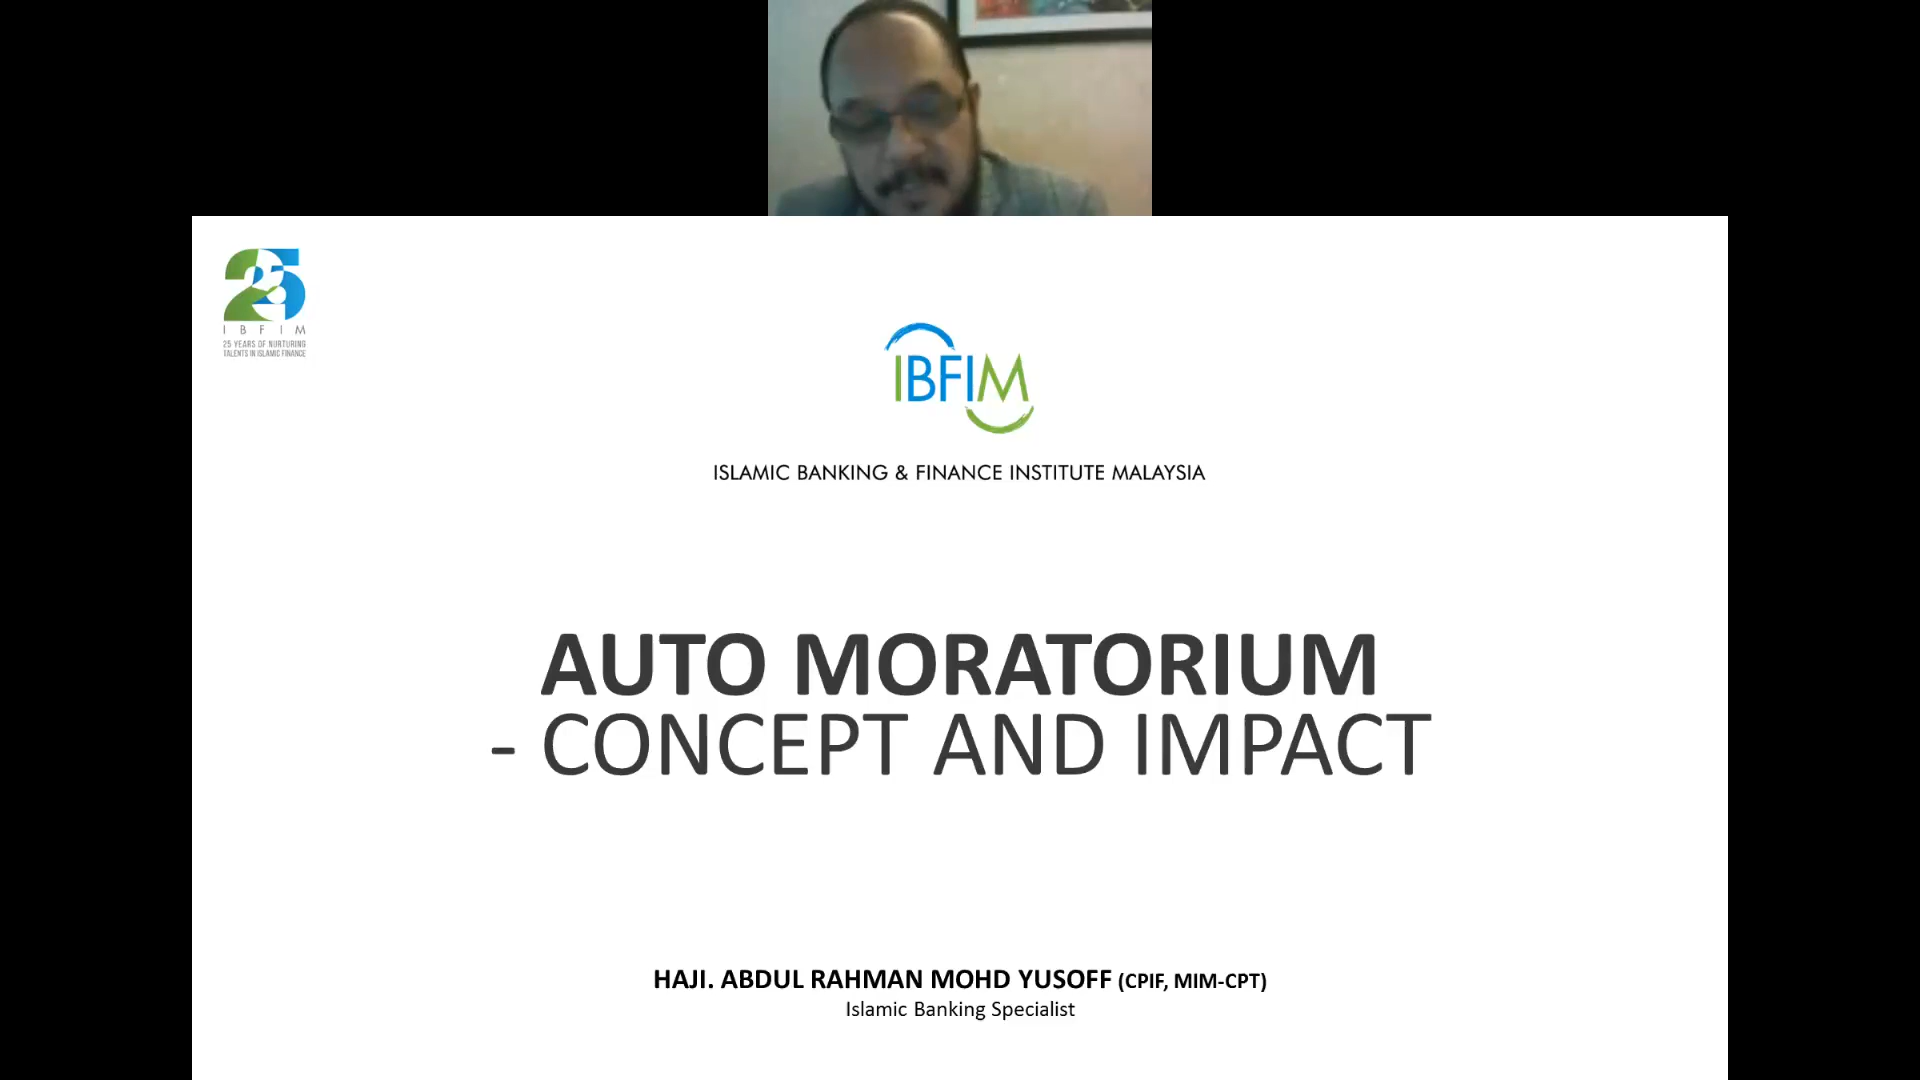 25
IBFIM
25 YEARS OF NURTURING
TALENTS IN ISLAMIC FINANCE
IBFIM
ISLAMIC BANKING & FINANCE INSTITUTE MALAYSIA
AUTO MORATORIUM
- CONCEPT AND IMPACT
HAJI. ABDUL RAHMAN MOHD YUSOFF (CPIF, MIM-CPT)
Islamic Banking Specialist